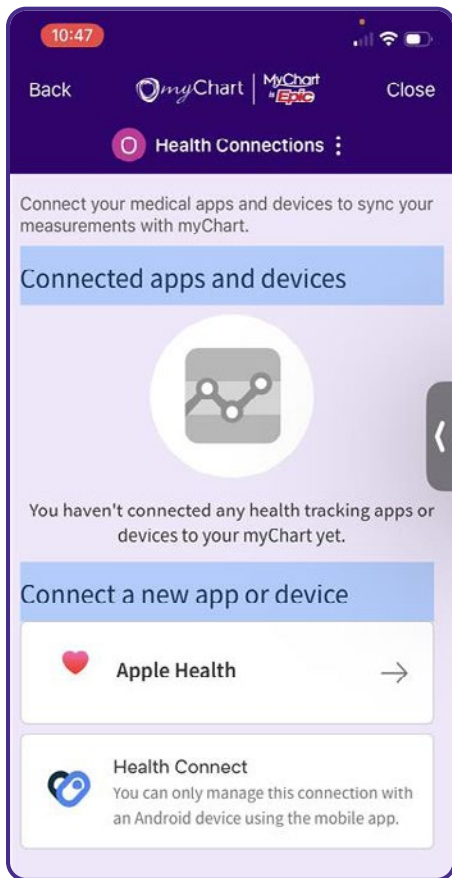 10:47
Back
myChart
MyChart
is Epic
Close
O Health Connections
Connect your medical apps and devices to sync your
measurements with myChart.
Connected apps and devices
You haven't connected any health tracking apps or
devices to your myChart yet.
Connect a new app or device
Apple Health
Health Connect
You can only manage this connection with
an Android device using the mobile app.